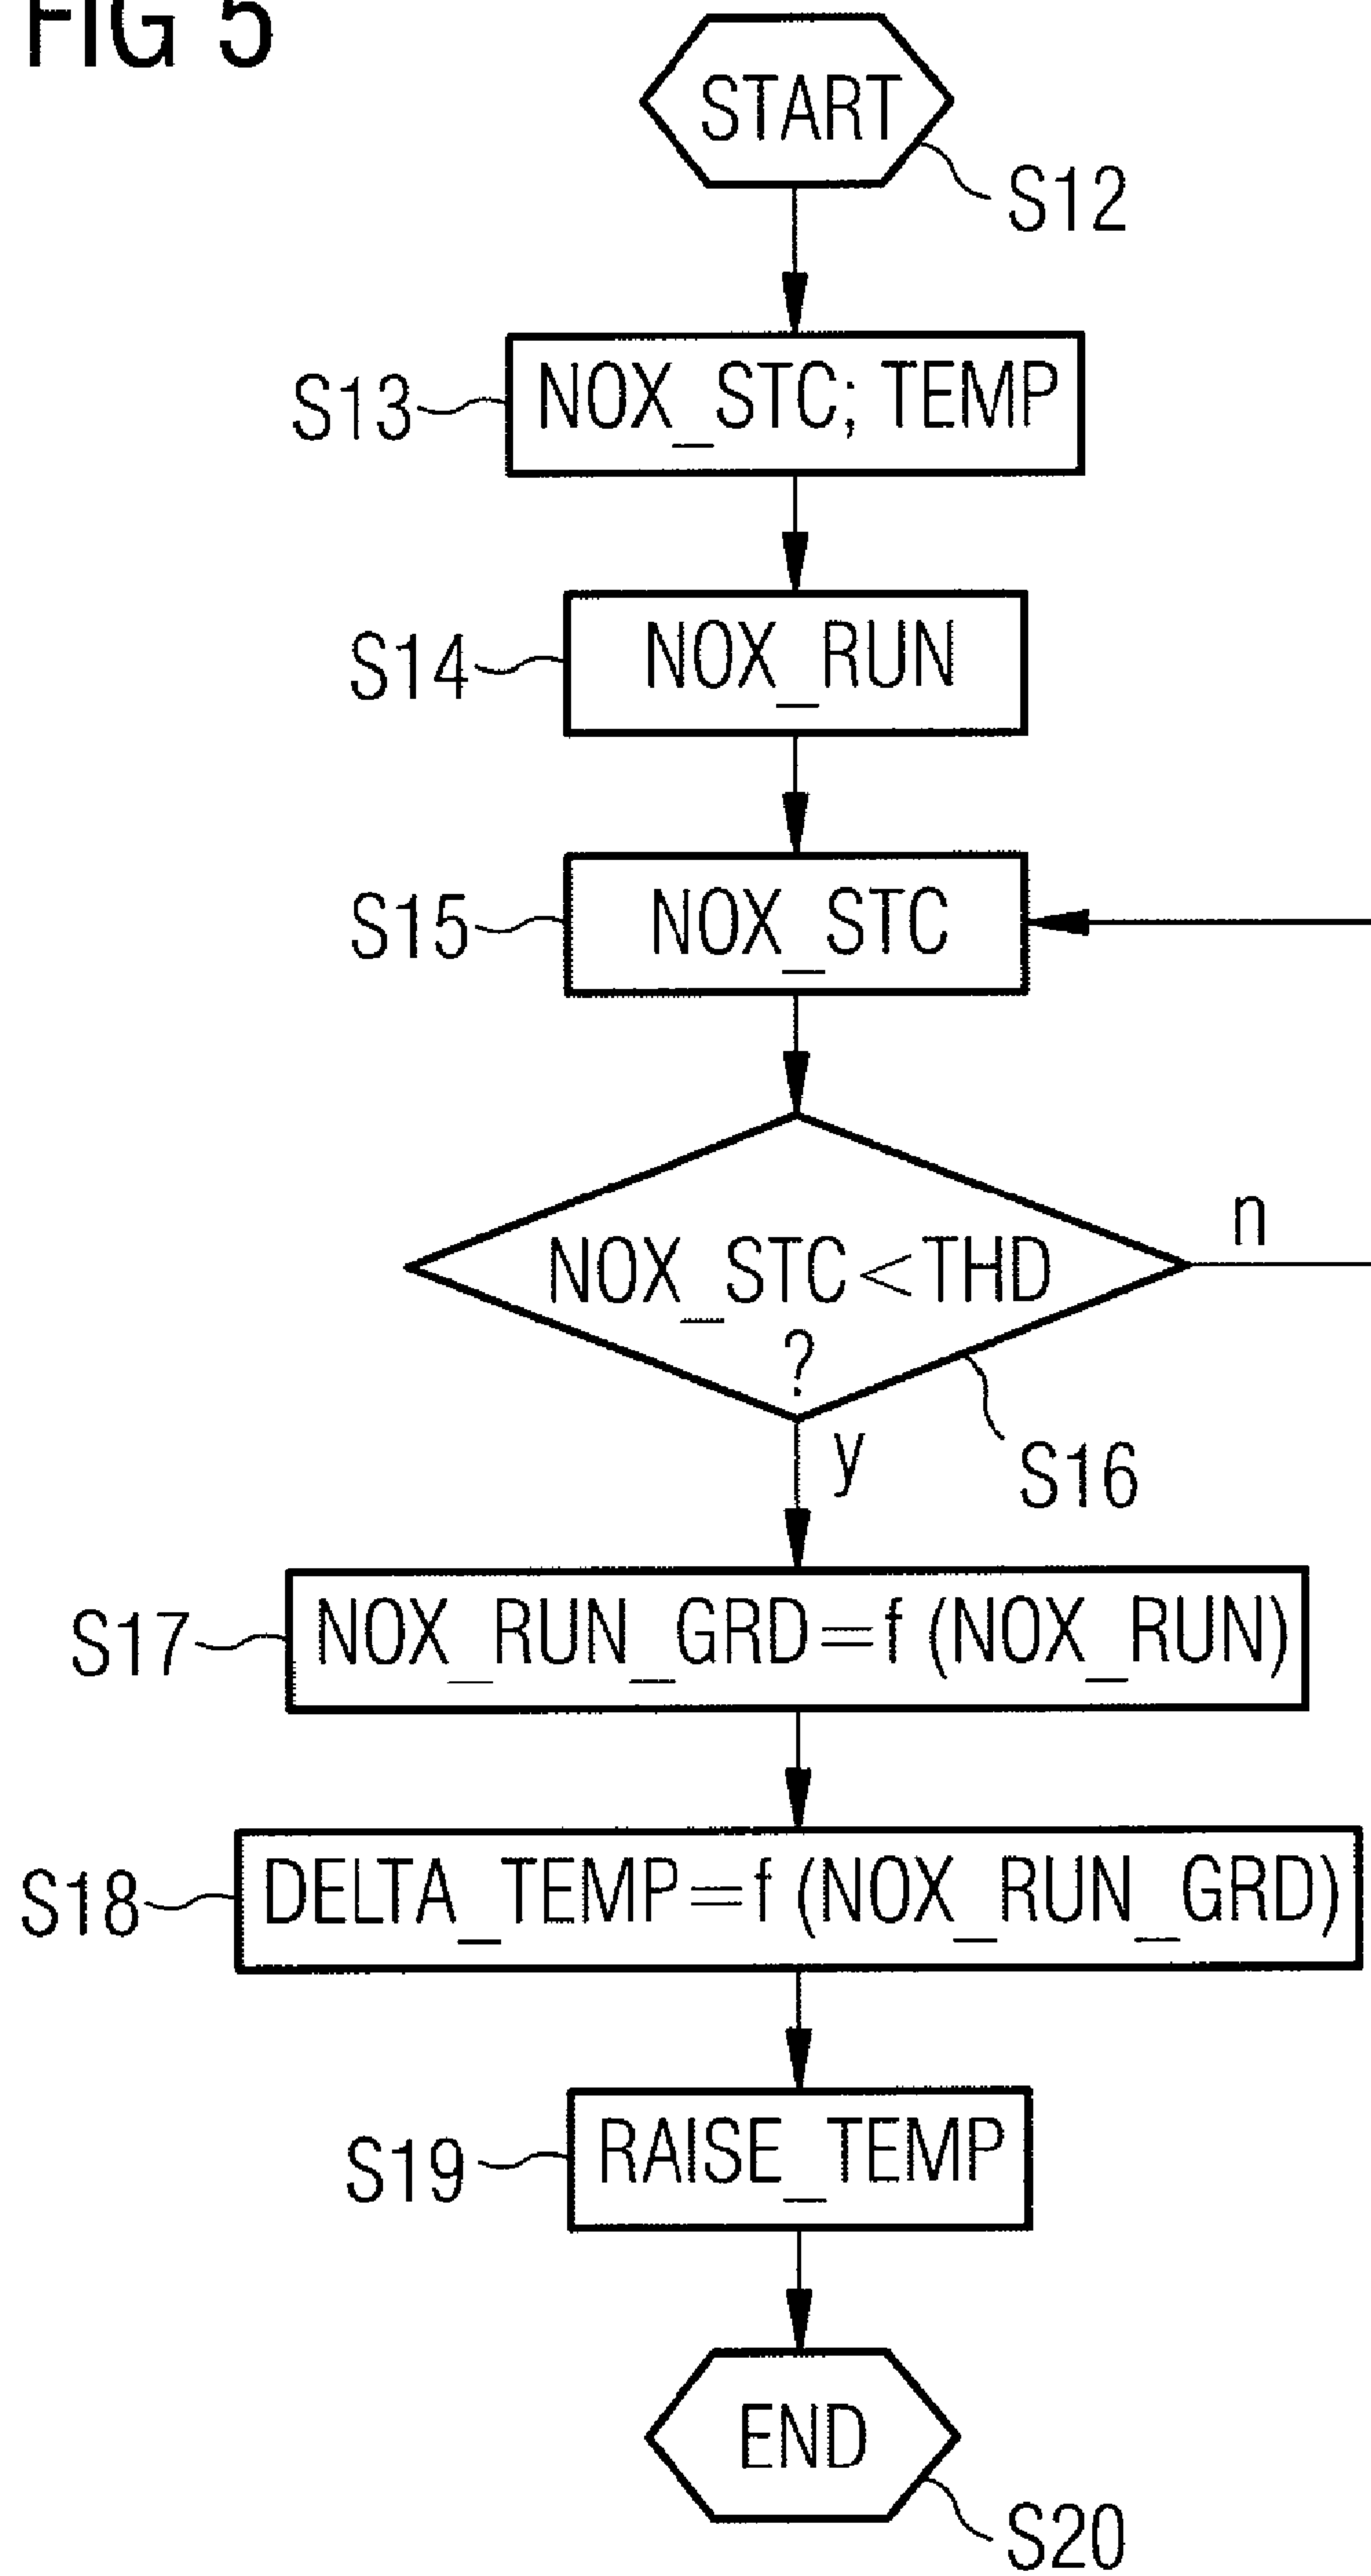 FIG 5
START
S12
S13
NOX_STC; TEMP
S14
NOX_RUN
S15
NOX_STC
NOX_STC<THD
?
n
y
S16
S17
NOX_RUN_GRD=f (NOX_RUN)
S18
DELTA_TEMP=f (NOX_RUN_GRD)
S19
RAISE_TEMP
END
S20